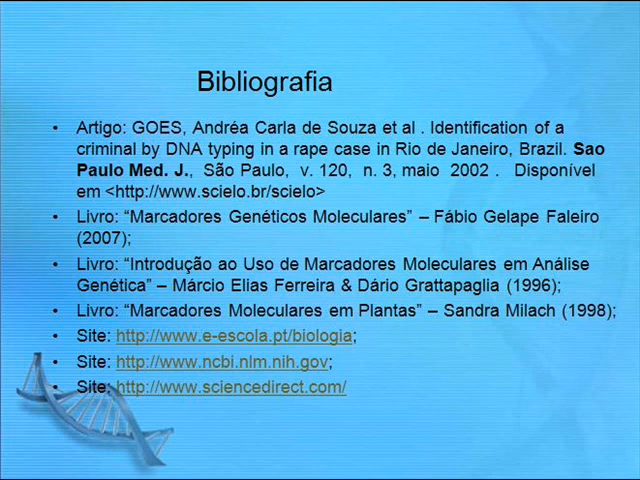 Bibliografia
• Artigo: GOES, Andréa Carla de Souza et al . Identification of a
criminal by DNA typing in a rape case in Rio de Janeiro, Brazil. Sao
Paulo Med. J., São Paulo, v. 120, n. 3, maio 2002 . Disponível
em <http://www.scielo.br/scielo>
• Livro: “Marcadores Genéticos Moleculares” – Fábio Gelape Faleiro
(2007);
• Livro: “Introdução ao Uso de Marcadores Moleculares em Análise
Genética” – Márcio Elias Ferreira & Dário Grattapaglia (1996);
• Livro: “Marcadores Moleculares em Plantas” – Sandra Milach (1998);
• Site: http://www.e-escola.pt/biologia;
• Site: http://www.ncbi.nlm.nih.gov;
• Site: http://www.sciencedirect.com/